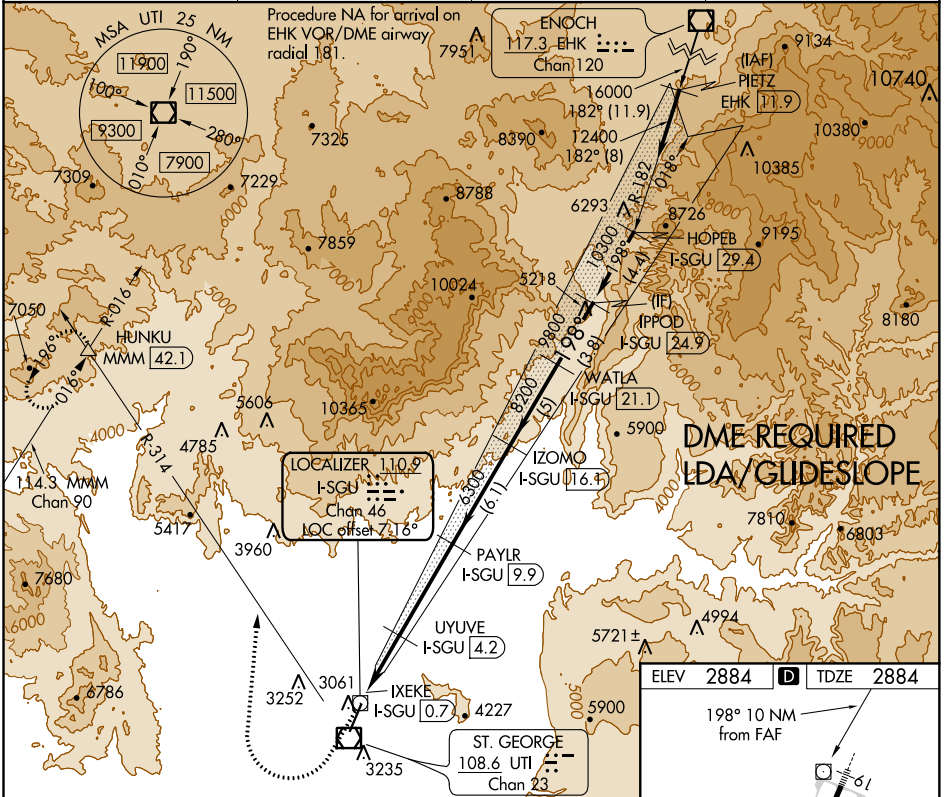 Procedure NA for arrival on
EHK VOR/DME airway
radial 181.
MSA UTI 25 NM
11900
190°
100°
11500
9300
280°
010°
7900
ENOCH
117.3 EHK
Chan 120
7951
9134
(IAF)
PIETZ
EHK 11.9
10740
16000
182° (11.9)
12400
182° (8)
7325
8390
10380
10385
7309
7229
8788
6293
R-182
018°
8726
8000
9000
7859
10300
198°
(4.4)
HOPEB
I-SGU 29.4
9195
5000
10024
5218
(IF)
IPPOD
I-SGU 24.9
8180
7050
R-016
HUNKU
MMM 42.1
196°
016°
9800
198°
(3.8)
WATLA
I-SGU 21.1
10365
5606
4785
8200
(5)
5900
DME REQUIRED
LDA/GLIDESLOPE
4000
R-314
114.3 MMM
Chan 90
LOCALIZER 110.9
I-SGU
Chan 46
LOC offset 7.16°
IZOMO
I-SGU 16.1
5417
3960
6300
(6.1)
7810
6803
PAYLR
I-SGU 9.9
7680
6000
UYUVE
I-SGU 4.2
5721±
4994
6786
3252
3061
IXEKE
I-SGU 0.7
4227
5000
5900
3235
ST. GEORGE
108.6 UTI
Chan 23
ELEV 2884 D TDZE 2884
198° 10 NM
from FAF
19